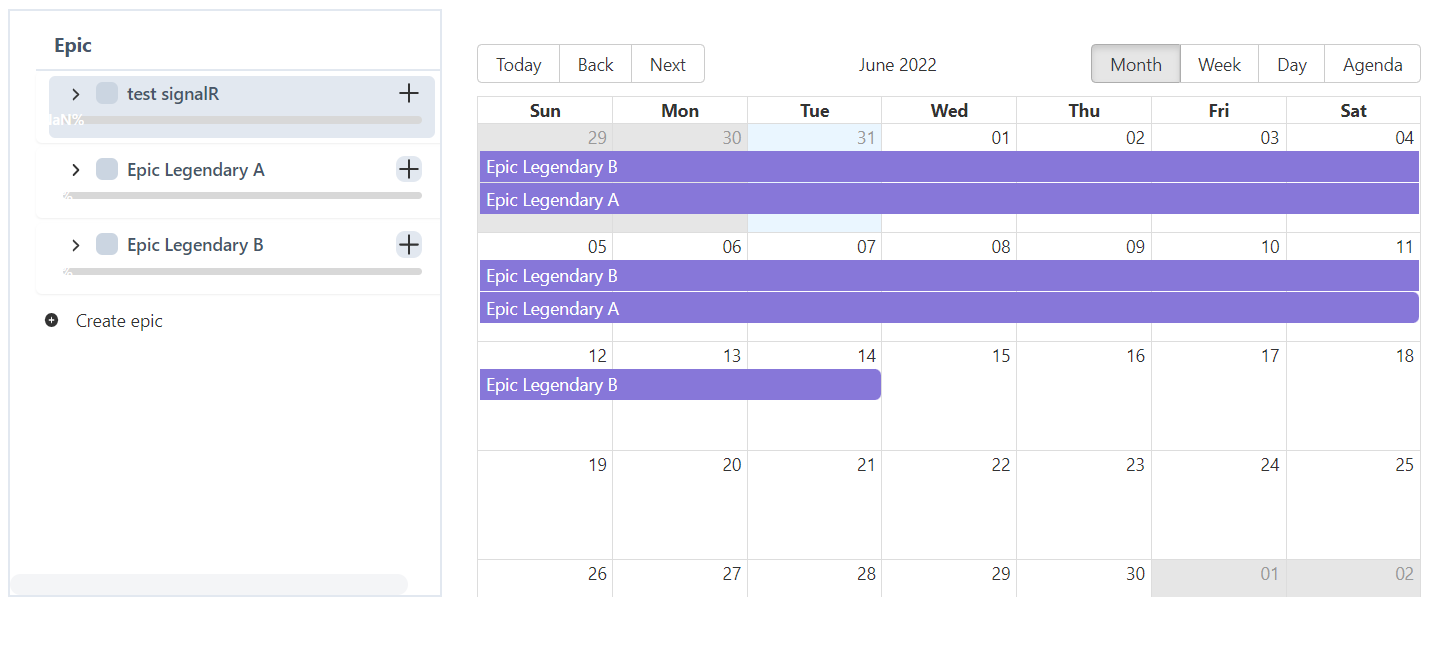 Epic
test signalR
aN%
Epic Legendary A
%
Epic Legendary B
%
Create epic
Today Back Next
June 2022
Month Week Day Agenda
Sun Mon Tue Wed Thu Fri Sat
29 30 31 01 02 03 04
Epic Legendary B
Epic Legendary A
05 06 07 08 09 10 11
Epic Legendary B
Epic Legendary A
12 13 14 15 16 17 18
Epic Legendary B
19 20 21 22 23 24 25
26 27 28 29 30 01 02